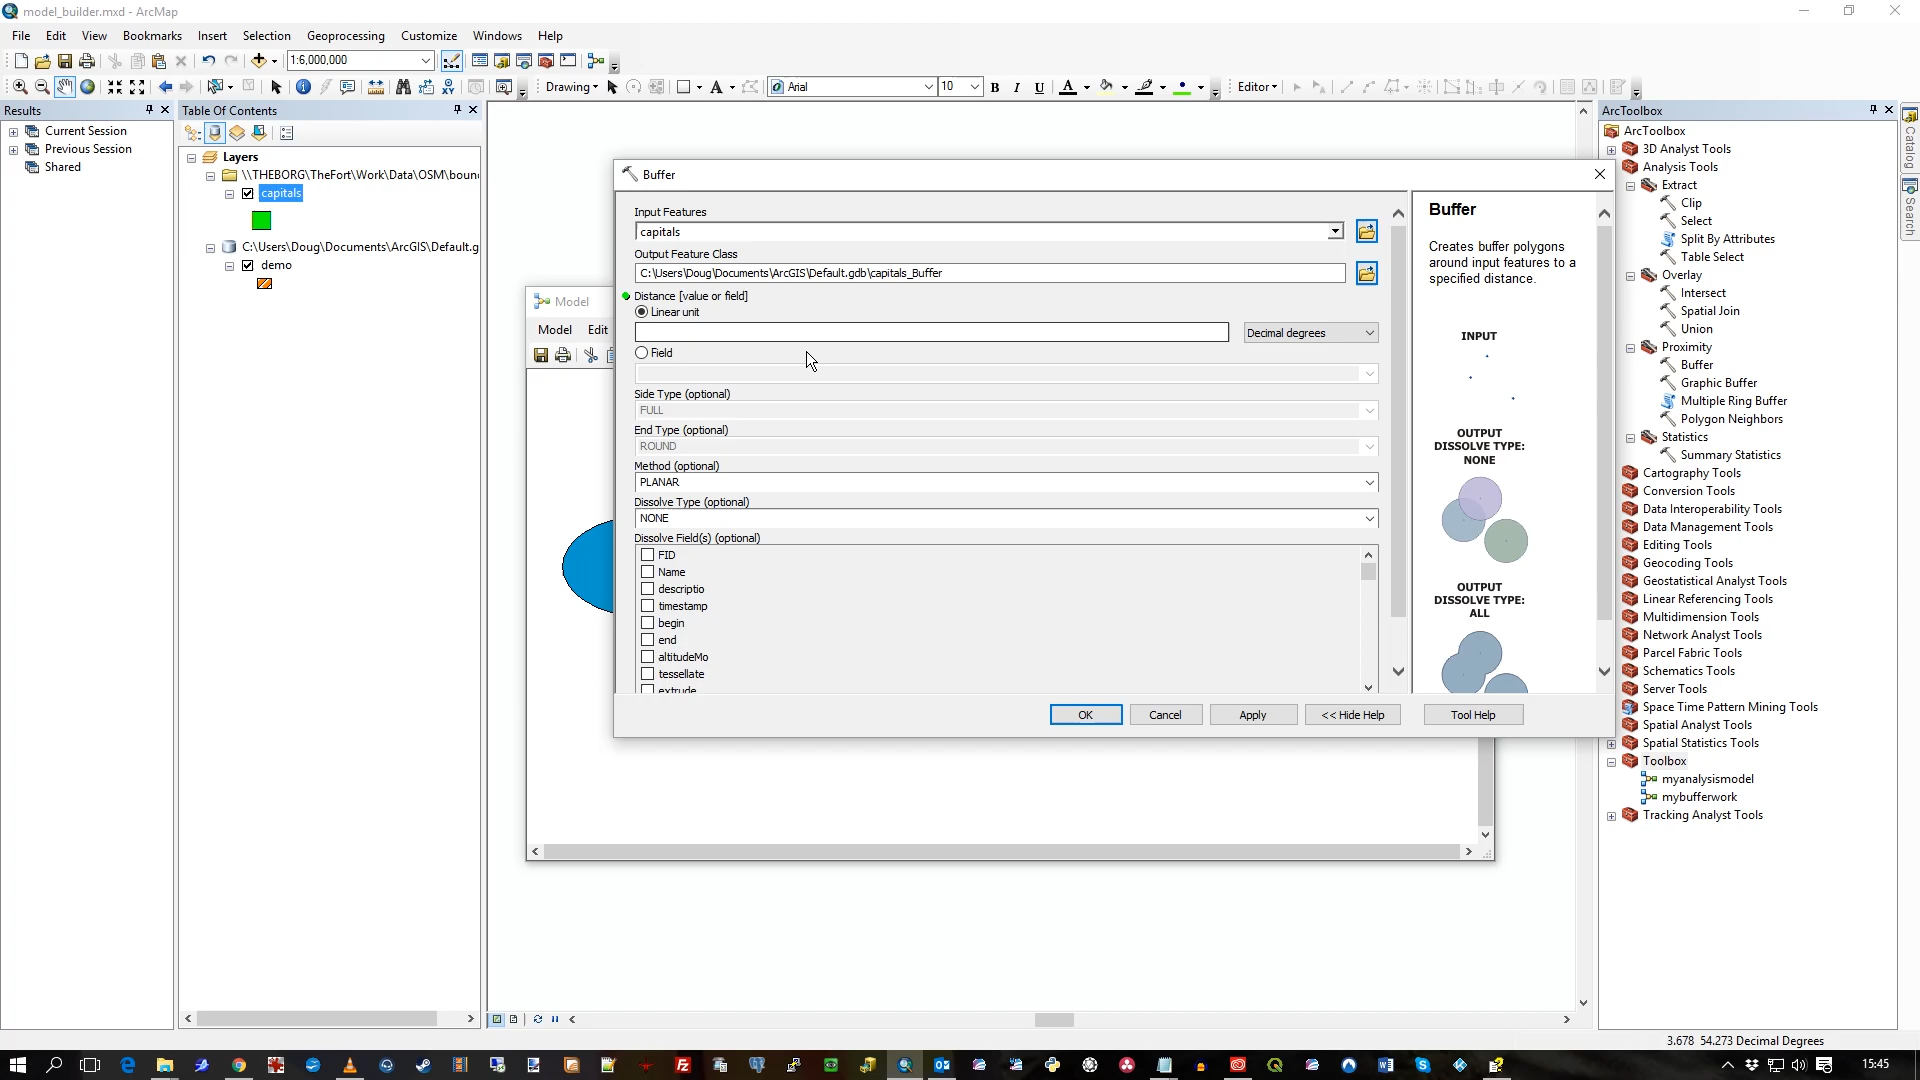 model_builder.mxd - ArcMap
File Edit View Bookmarks Insert Selection Geoprocessing Customize Windows Help
1:6,000,000
Drawing Arial 10 B I U A Editor
Results
Current Session
Previous Session
Shared
Table Of Contents
Layers
\\THEBORG\TheFort\Work\Data\OSM\boun
capitals
C:\Users\Doug\Documents\ArcGIS\Default.g
demo
Model
Model Edit
Buffer
Input Features
capitals
Output Feature Class
C:\Users\Doug\Documents\ArcGIS\Default.gdb\capitals_Buffer
Distance [value or field]
Linear unit
Decimal degrees
Field
Side Type (optional)
FULL
End Type (optional)
ROUND
Method (optional)
PLANAR
Dissolve Type (optional)
NONE
Dissolve Field(s) (optional)
FID
Name
descriptio
timestamp
begin
end
altitudeMo
tessellate
extrude
OK Cancel Apply << Hide Help Tool Help
Buffer
Creates buffer polygons
around input features to a
specified distance.
INPUT
OUTPUT
DISSOLVE TYPE:
NONE
OUTPUT
DISSOLVE TYPE:
ALL
ArcToolbox
ArcToolbox
3D Analyst Tools
Analysis Tools
Extract
Clip
Select
Split By Attributes
Table Select
Overlay
Intersect
Spatial Join
Union
Proximity
Buffer
Graphic Buffer
Multiple Ring Buffer
Polygon Neighbors
Statistics
Summary Statistics
Cartography Tools
Conversion Tools
Data Interoperability Tools
Data Management Tools
Editing Tools
Geocoding Tools
Geostatistical Analyst Tools
Linear Referencing Tools
Multidimension Tools
Network Analyst Tools
Parcel Fabric Tools
Schematics Tools
Server Tools
Space Time Pattern Mining Tools
Spatial Analyst Tools
Spatial Statistics Tools
Toolbox
myanalysismodel
mybufferwork
Tracking Analyst Tools
Catalog
Search
3.678 54.273 Decimal Degrees
15:45